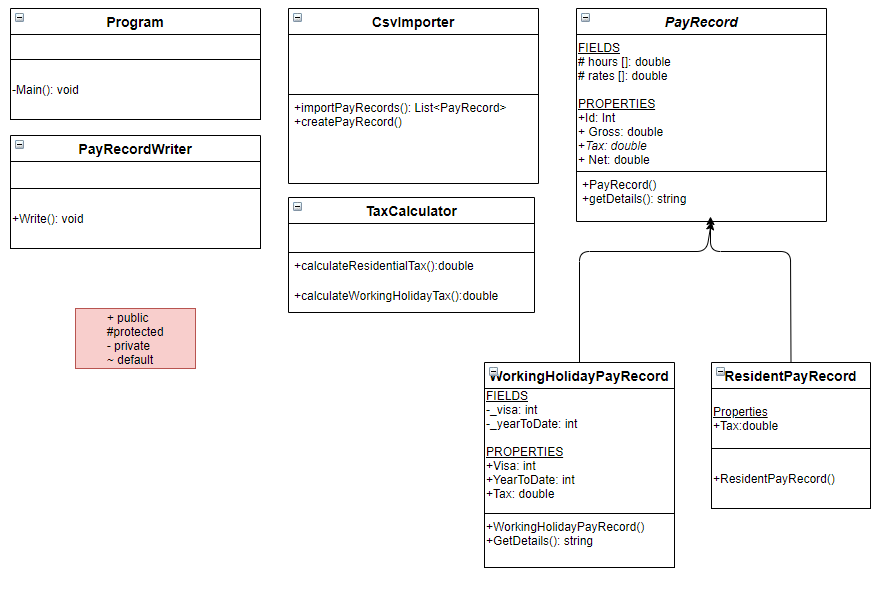 Program
-Main(): void
PayRecordWriter
+Write(): void
+ public
#protected
- private
~ default
CsvImporter
+importPayRecords(): List<PayRecord>
+createPayRecord()
TaxCalculator
+calculateResidentialTax():double
+calculateWorkingHolidayTax():double
PayRecord
FIELDS
# hours []: double
# rates []: double
PROPERTIES
+Id: Int
+ Gross: double
+Tax: double
+ Net: double
+PayRecord()
+getDetails(): string
WorkingHolidayPayRecord
FIELDS
-_visa: int
-_yearToDate: int
PROPERTIES
+Visa: int
+YearToDate: int
+Tax: double
+WorkingHolidayPayRecord()
+GetDetails(): string
ResidentPayRecord
Properties
+Tax:double
+ResidentPayRecord()